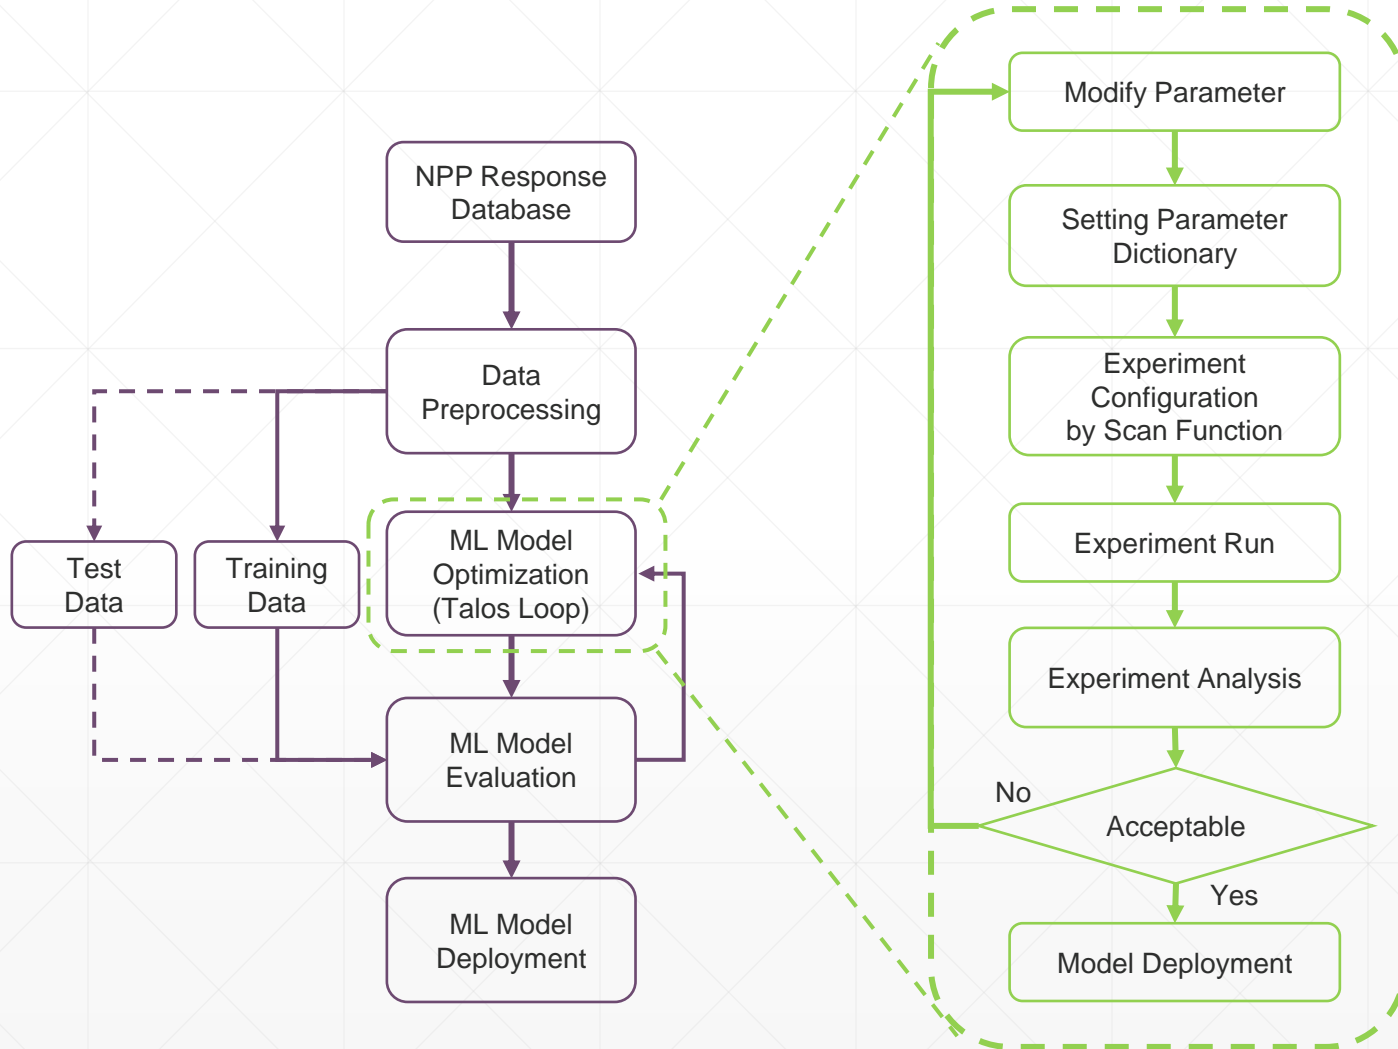 NPP Response
Database
Data
Preprocessing
Test
Data
Training
Data
ML Model
Optimization
(Talos Loop)
ML Model
Evaluation
ML Model
Deployment
Modify Parameter
Setting Parameter
Dictionary
Experiment
Configuration
by Scan Function
Experiment Run
Experiment Analysis
No
Acceptable
Yes
Model Deployment